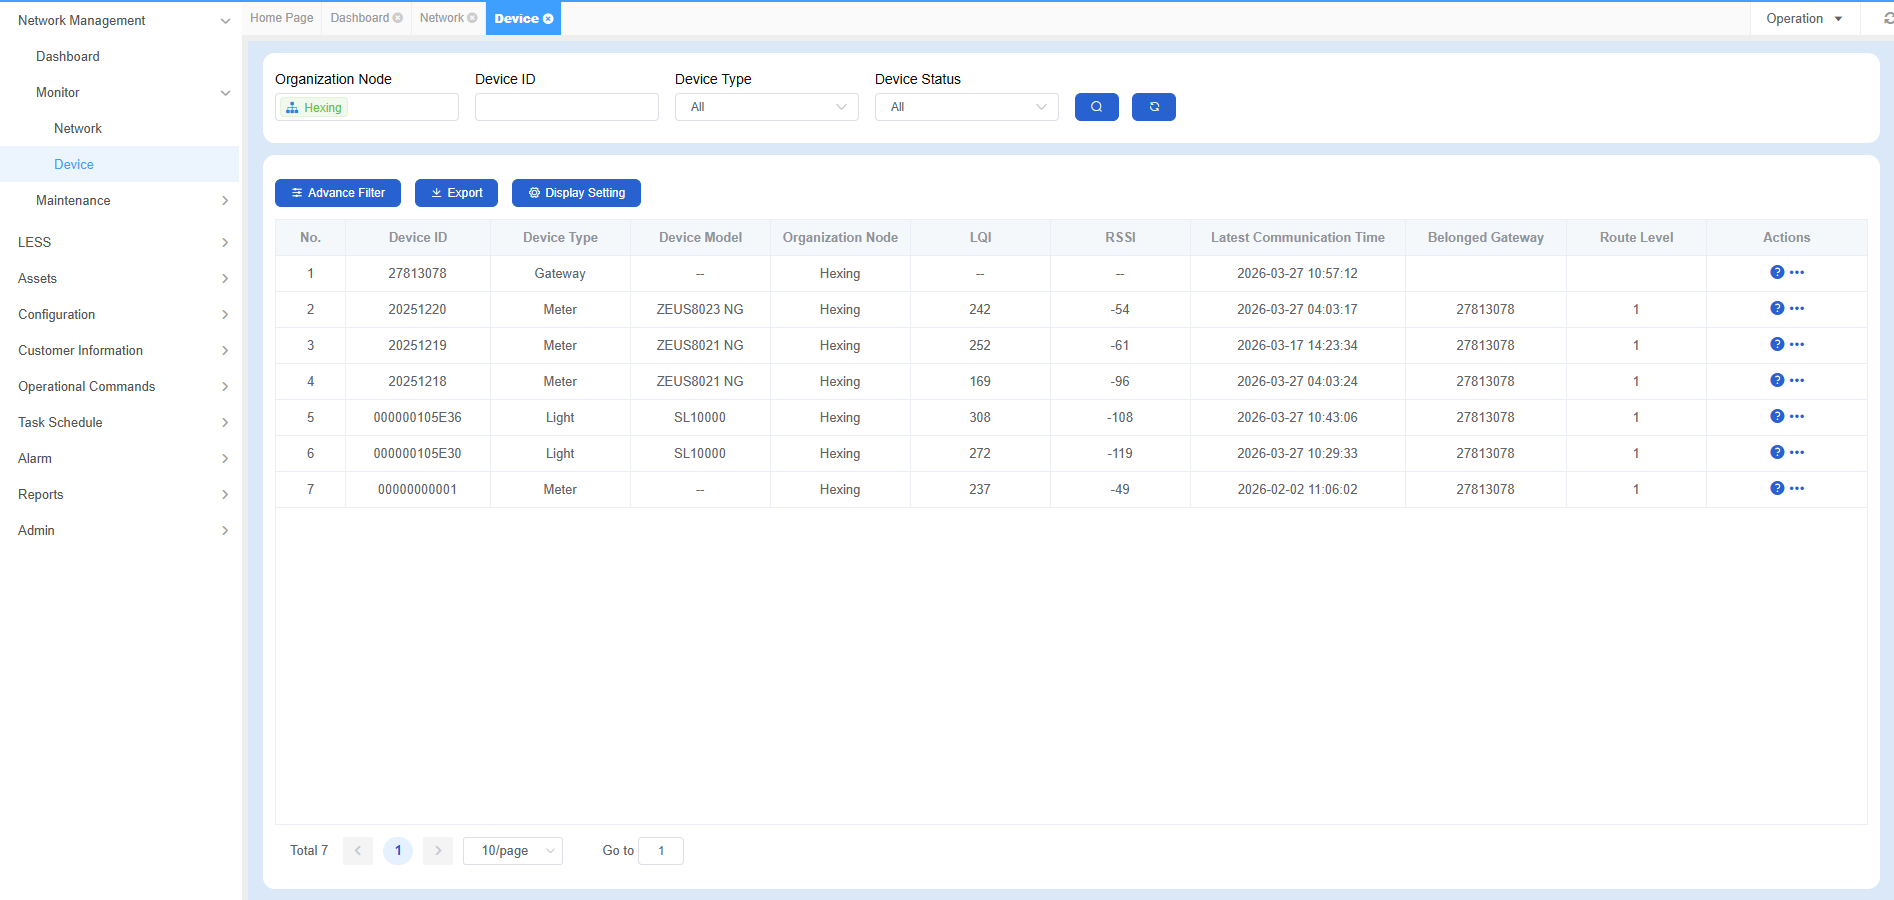 Network Management
Dashboard
Monitor
Network
Device
Maintenance
LESS
Assets
Configuration
Customer Information
Operational Commands
Task Schedule
Alarm
Reports
Admin
Home Page Dashboard Network Device Operation
Organization Node Device ID Device Type Device Status
Hexing All All
Advance Filter Export Display Setting
No. Device ID Device Type Device Model Organization Node LQI RSSI Latest Communication Time Belonged Gateway Route Level Actions
1 27813078 Gateway -- Hexing -- -- 2026-03-27 10:57:12
2 20251220 Meter ZEUS8023 NG Hexing 242 -54 2026-03-27 04:03:17 27813078 1
3 20251219 Meter ZEUS8021 NG Hexing 252 -61 2026-03-17 14:23:34 27813078 1
4 20251218 Meter ZEUS8021 NG Hexing 169 -96 2026-03-27 04:03:24 27813078 1
5 000000105E36 Light SL10000 Hexing 308 -108 2026-03-27 10:43:06 27813078 1
6 000000105E30 Light SL10000 Hexing 272 -119 2026-03-27 10:29:33 27813078 1
7 00000000001 Meter -- Hexing 237 -49 2026-02-02 11:06:02 27813078 1
Total 7 1 10/page Go to 1